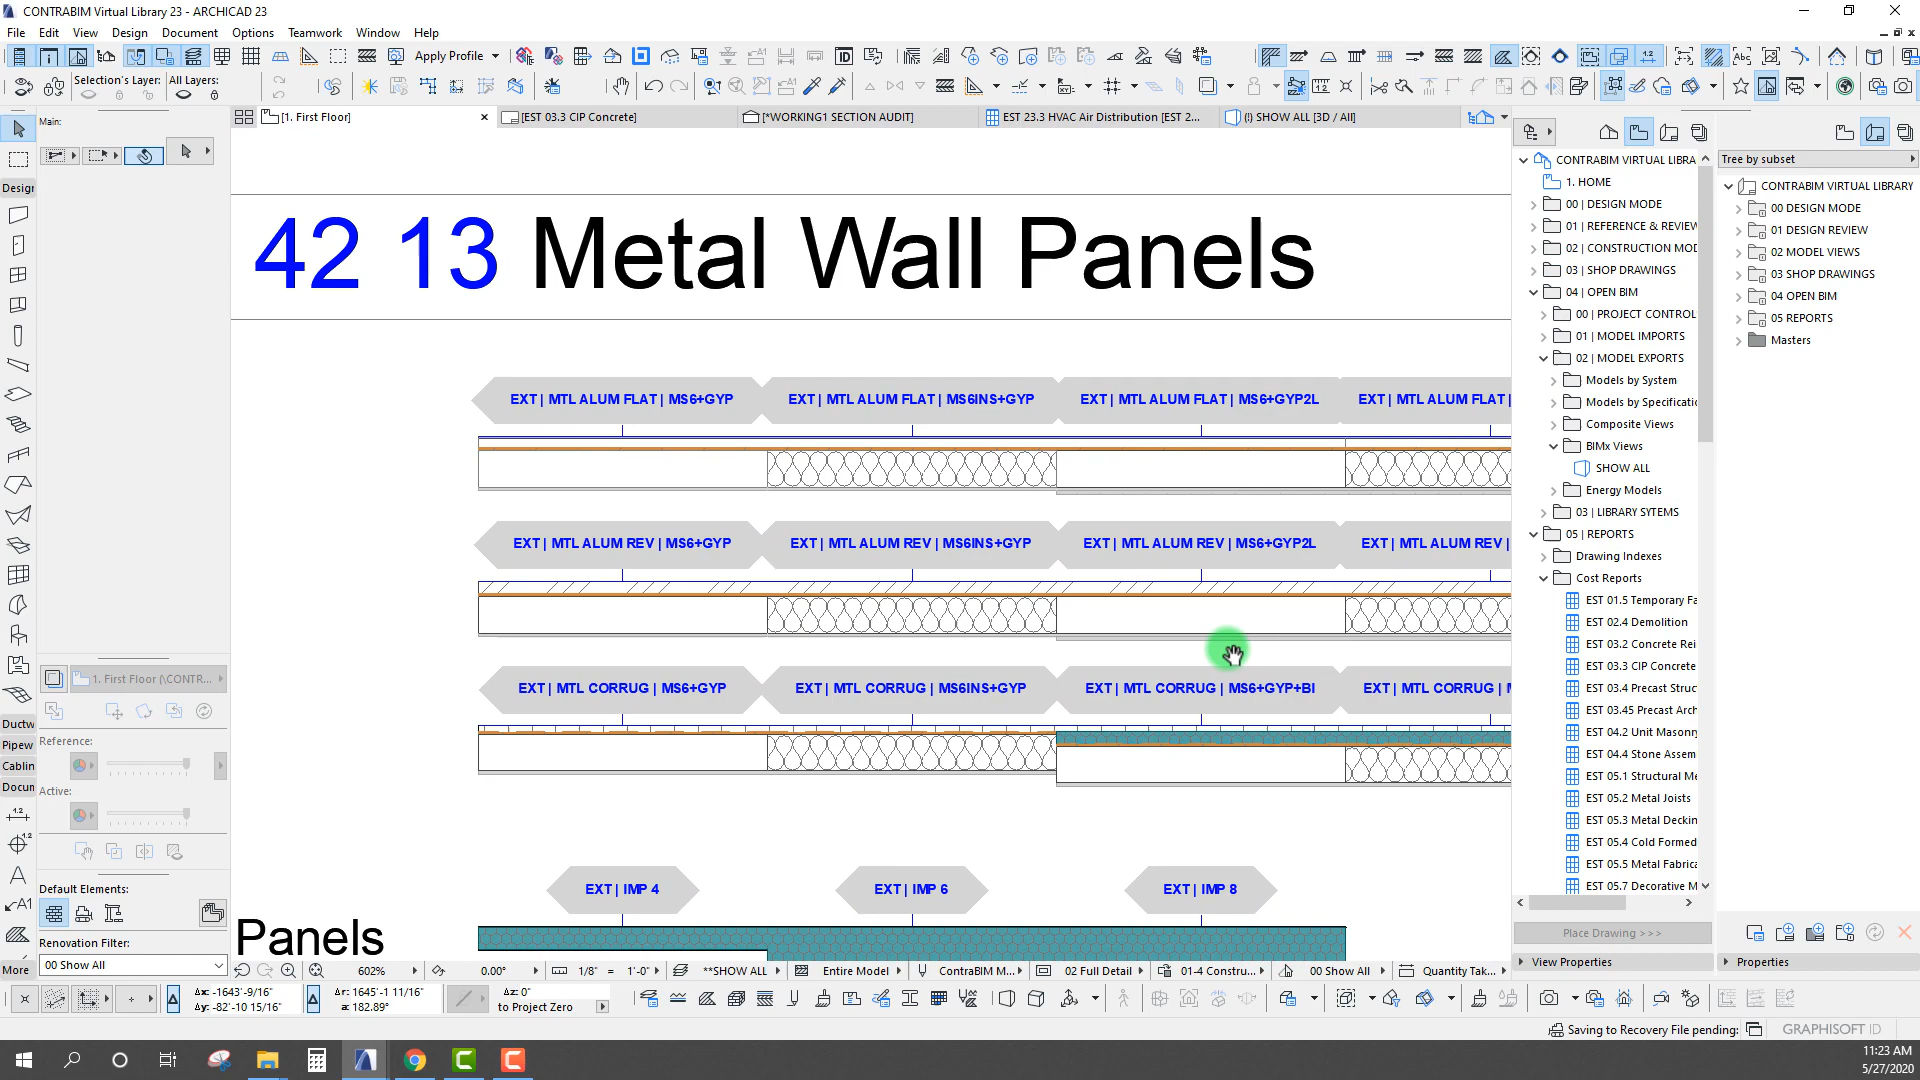 CONTRABIM Virtual Library 23 - ARCHICAD 23
File Edit View Design Document Options Teamwork Window Help
Apply Profile
Selection's Layer: All Layers:
[1. First Floor]
[EST 03.3 CIP Concrete]
[*WORKING1 SECTION AUDIT]
EST 23.3 HVAC Air Distribution [EST 2...
(!) SHOW ALL [3D / All]
Main:
Design
42 13 Metal Wall Panels
EXT | MTL ALUM FLAT | MS6+GYP
EXT | MTL ALUM FLAT | MS6INS+GYP
EXT | MTL ALUM FLAT | MS6+GYP2L
EXT | MTL ALUM FLAT |
EXT | MTL ALUM REV | MS6+GYP
EXT | MTL ALUM REV | MS6INS+GYP
EXT | MTL ALUM REV | MS6+GYP2L
EXT | MTL ALUM REV |
EXT | MTL CORRUG | MS6+GYP
EXT | MTL CORRUG | MS6INS+GYP
EXT | MTL CORRUG | MS6+GYP+BI
EXT | MTL CORRUG |
EXT | IMP 4
EXT | IMP 6
EXT | IMP 8
Panels
1. First Floor (\CONTR...
Ductw
Pipew
Cablin
Docun
More
Reference:
Active:
Default Elements:
Renovation Filter:
00 Show All
602%
0.00°
1/8" = 1'-0"
**SHOW ALL
Entire Model
ContraBIM M...
02 Full Detail
01-4 Constru...
00 Show All
Quantity Tak...
Δx: -1643'-9/16"
Δy: -82'-10 15/16"
Δr: 1645'-1 11/16"
a: 182.89°
Δz: 0"
to Project Zero
CONTRABIM VIRTUAL LIBRA
1. HOME
00 | DESIGN MODE
01 | REFERENCE & REVIEW
02 | CONSTRUCTION MOD
03 | SHOP DRAWINGS
04 | OPEN BIM
00 | PROJECT CONTROL
01 | MODEL IMPORTS
02 | MODEL EXPORTS
Models by System
Models by Specificatio
Composite Views
BIMx Views
SHOW ALL
Energy Models
03 | LIBRARY SYTEMS
05 | REPORTS
Drawing Indexes
Cost Reports
EST 01.5 Temporary Fa
EST 02.4 Demolition
EST 03.2 Concrete Rei
EST 03.3 CIP Concrete
EST 03.4 Precast Struc
EST 03.45 Precast Arch
EST 04.2 Unit Masonry
EST 04.4 Stone Assem
EST 05.1 Structural Me
EST 05.2 Metal Joists
EST 05.3 Metal Deckin
EST 05.4 Cold Formed
EST 05.5 Metal Fabrica
EST 05.7 Decorative M
Place Drawing >>>
View Properties
Tree by subset
CONTRABIM VIRTUAL LIBRARY
00 DESIGN MODE
01 DESIGN REVIEW
02 MODEL VIEWS
03 SHOP DRAWINGS
04 OPEN BIM
05 REPORTS
Masters
Properties
Saving to Recovery File pending:
GRAPHISOFT ID
11:23 AM
5/27/2020